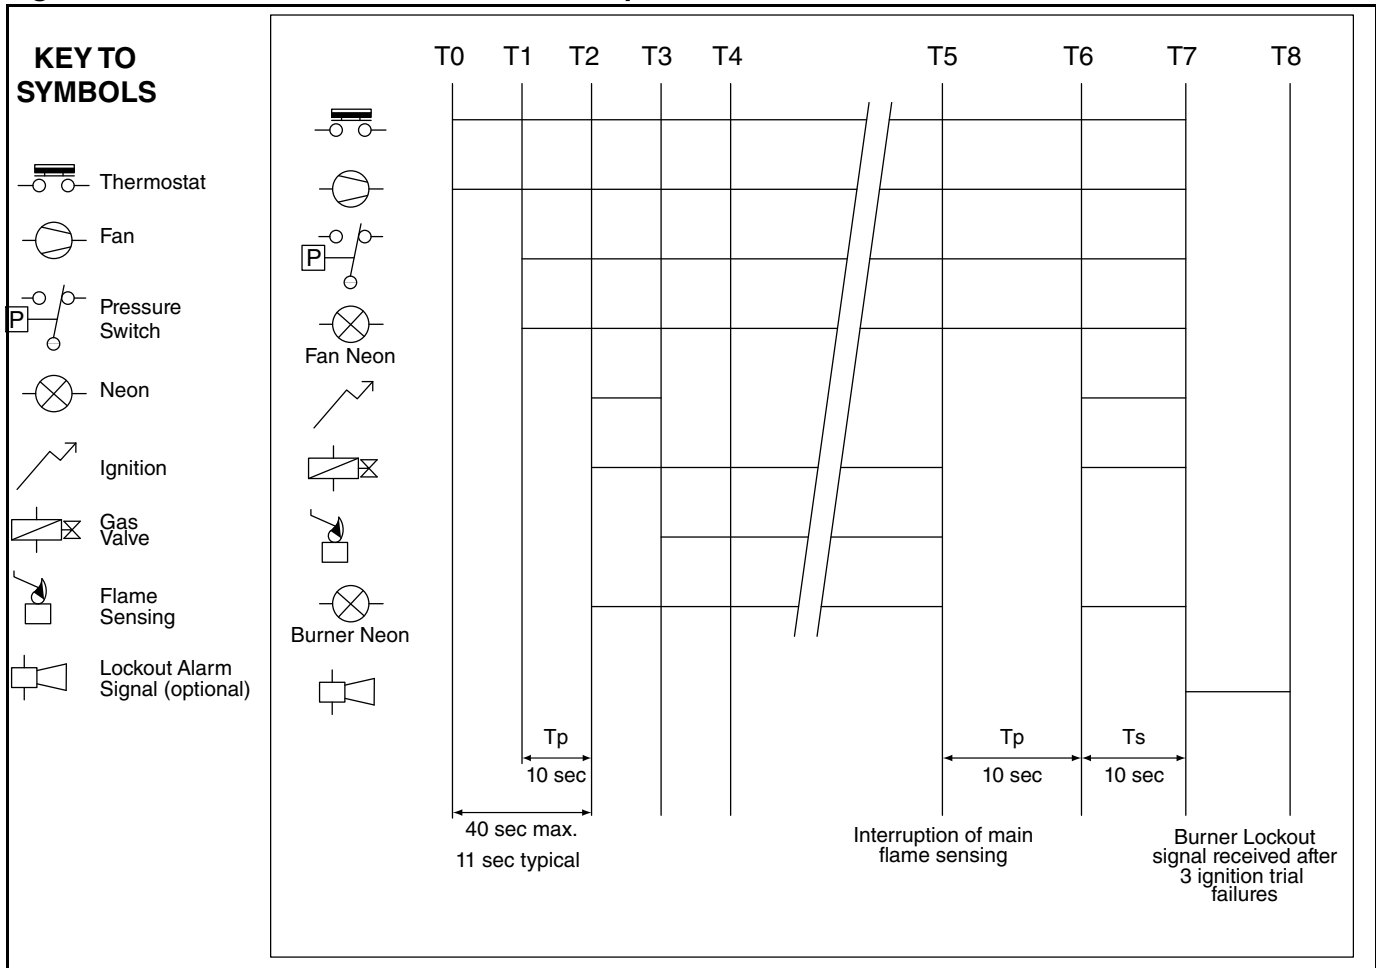 KEY TO
SYMBOLS
Thermostat
Fan
P
Pressure
Switch
Neon
Ignition
Gas
Valve
Flame
Sensing
Lockout Alarm
Signal (optional)
T0 T1 T2 T3 T4 T5 T6 T7 T8
P
Fan Neon
Burner Neon
Tp Tp Ts
10 sec 10 sec 10 sec
40 sec max.
11 sec typical
Interruption of main
flame sensing
Burner Lockout
signal received after
3 ignition trial
failures